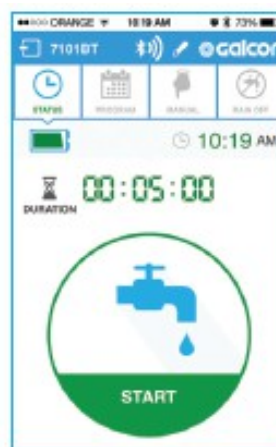 ORANGE 10:19 AM 73%
7101BT galcon
STATUS PROGRAM MANUAL RAIN OFF
10:19 AM
DURATION 00:05:00
START